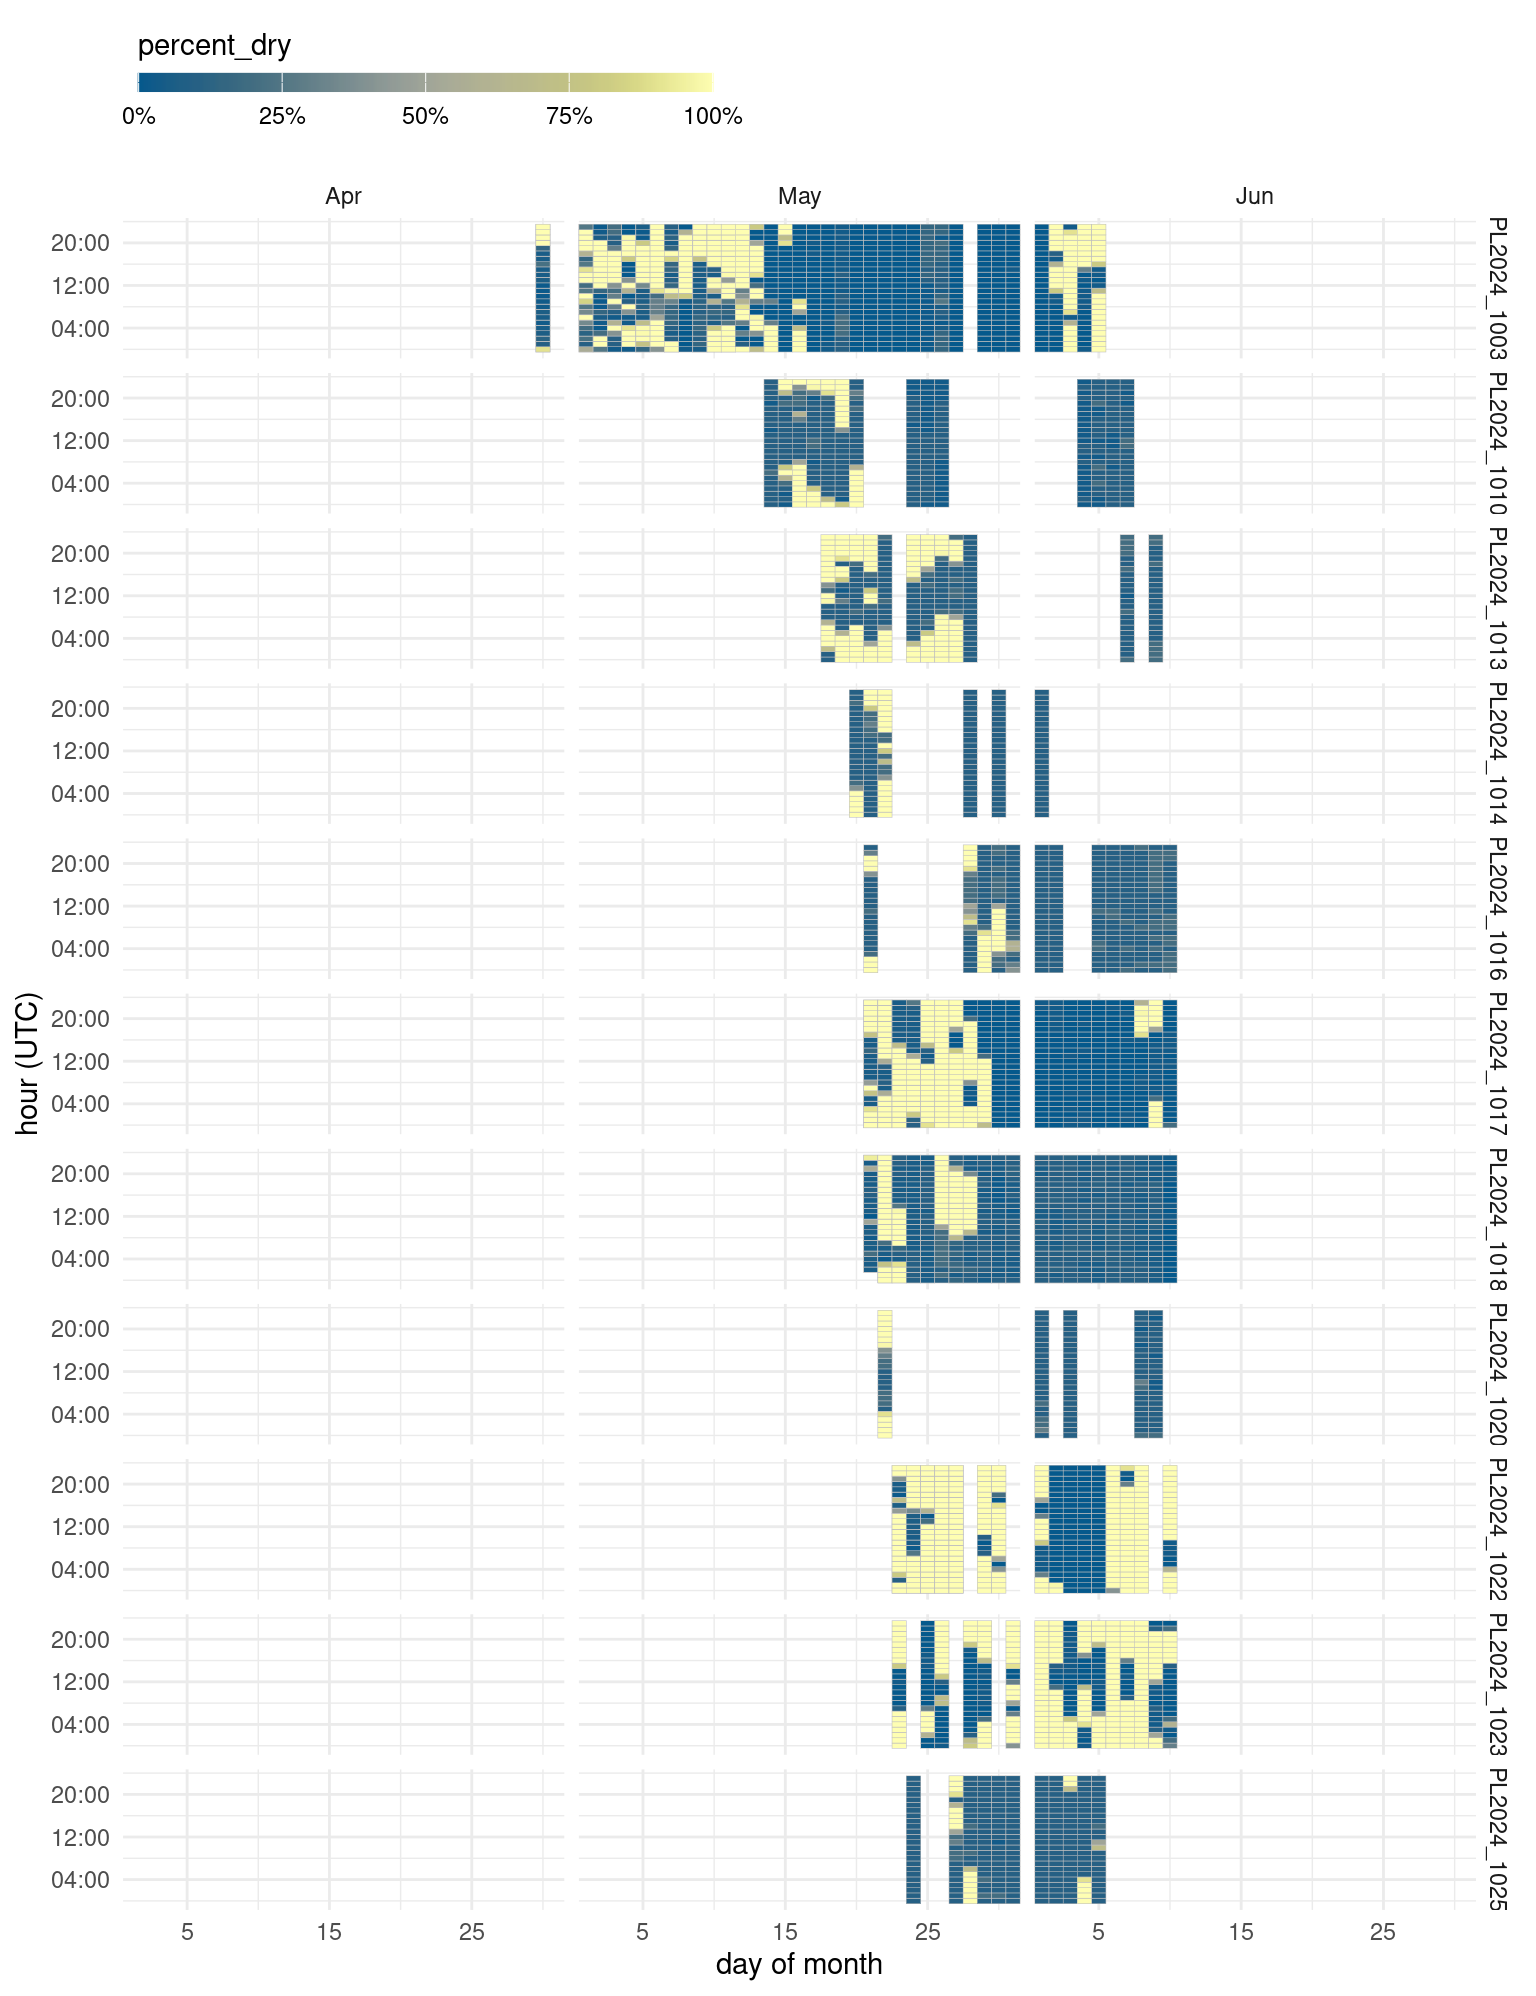 percent_dry
0% 25% 50% 75% 100%
Apr May Jun
20:00
12:00
04:00
PL2024_1003
20:00
12:00
04:00
PL2024_1010
20:00
12:00
04:00
PL2024_1013
20:00
12:00
04:00
PL2024_1014
20:00
12:00
04:00
PL2024_1016
hour (UTC)
20:00
12:00
04:00
PL2024_1017
20:00
12:00
04:00
PL2024_1018
20:00
12:00
04:00
PL2024_1020
20:00
12:00
04:00
PL2024_1022
20:00
12:00
04:00
PL2024_1023
20:00
12:00
04:00
PL2024_1025
5 15 25 5 15 25 5 15 25
day of month